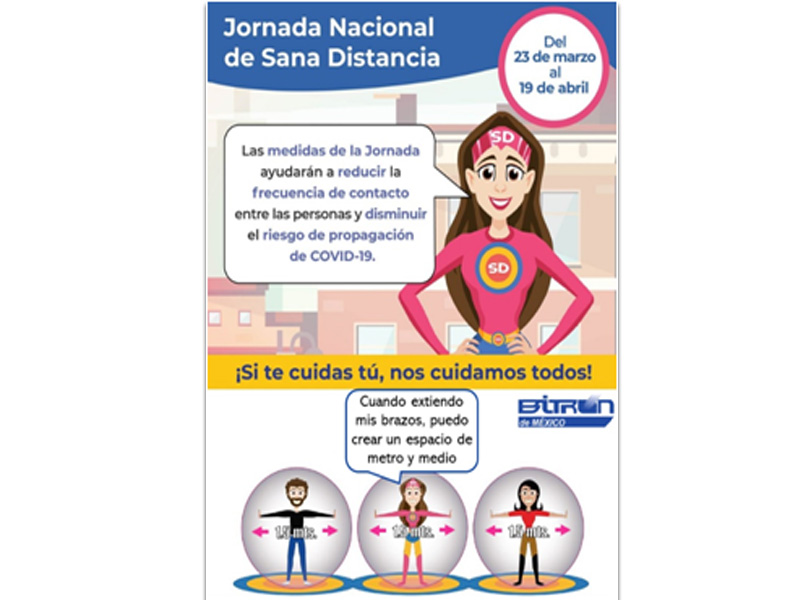 Jornada Nacional
de Sana Distancia
Del
23 de marzo
al
19 de abril
Las medidas de la Jornada
ayudarán a reducir la
frecuencia de contacto
entre las personas y disminuir
el riesgo de propagación
de COVID-19.
SD
SD
SD
¡Si te cuidas tú, nos cuidamos todos!
Cuando extiendo
mis brazos, puedo
crear un espacio de
metro y medio
BITRON
de MÉXICO
1.5 mts.
1.5 mts.
1.5 mts.